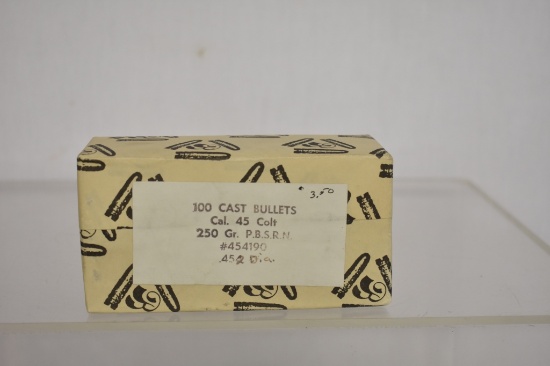 3.50
100 CAST BULLETS
Cal. 45 Colt
250 Gr. P.B.S.R.N.
#454190
.452 Dia.